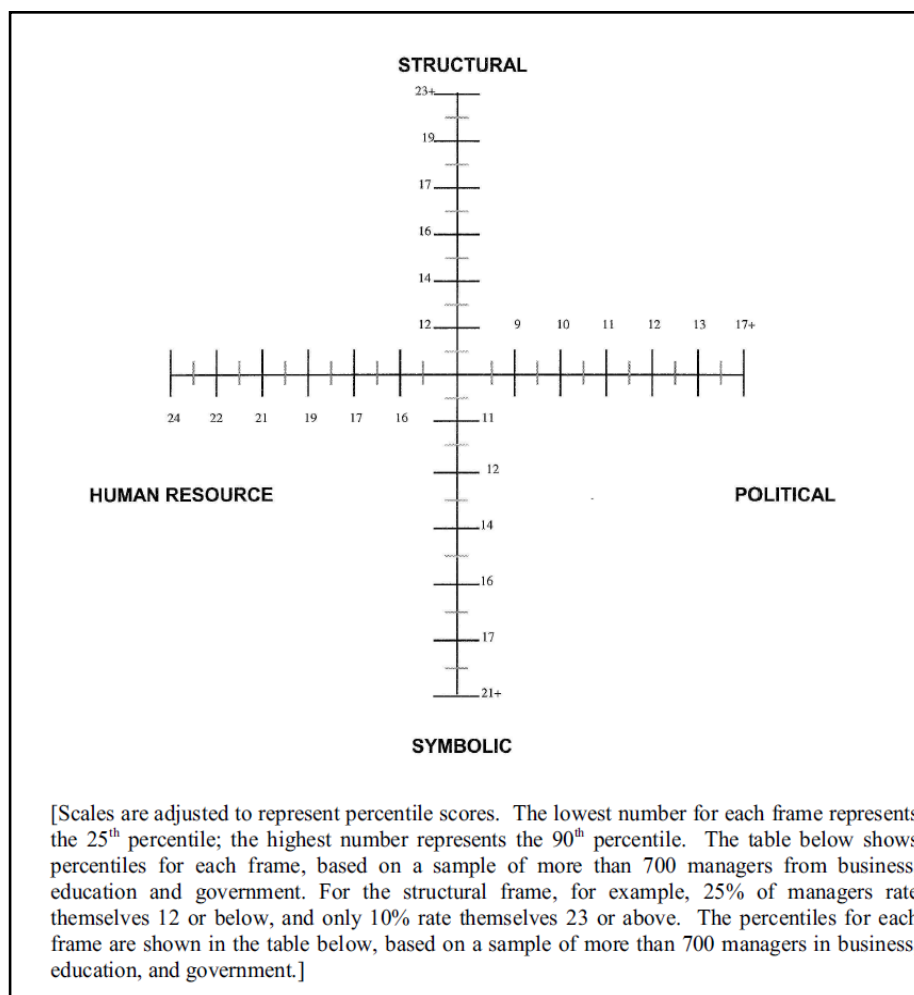 STRUCTURAL
23+
19
17
16
14
12
9 10 11 12 13 17+
24 22 21 19 17 16
11
12
HUMAN RESOURCE
POLITICAL
14
16
17
21+
SYMBOLIC
[Scales are adjusted to represent percentile scores. The lowest number for each frame represents
the 25th percentile; the highest number represents the 90th percentile. The table below shows
percentiles for each frame, based on a sample of more than 700 managers from business
education and government. For the structural frame, for example, 25% of managers rate
themselves 12 or below, and only 10% rate themselves 23 or above. The percentiles for each
frame are shown in the table below, based on a sample of more than 700 managers in business
education, and government.]